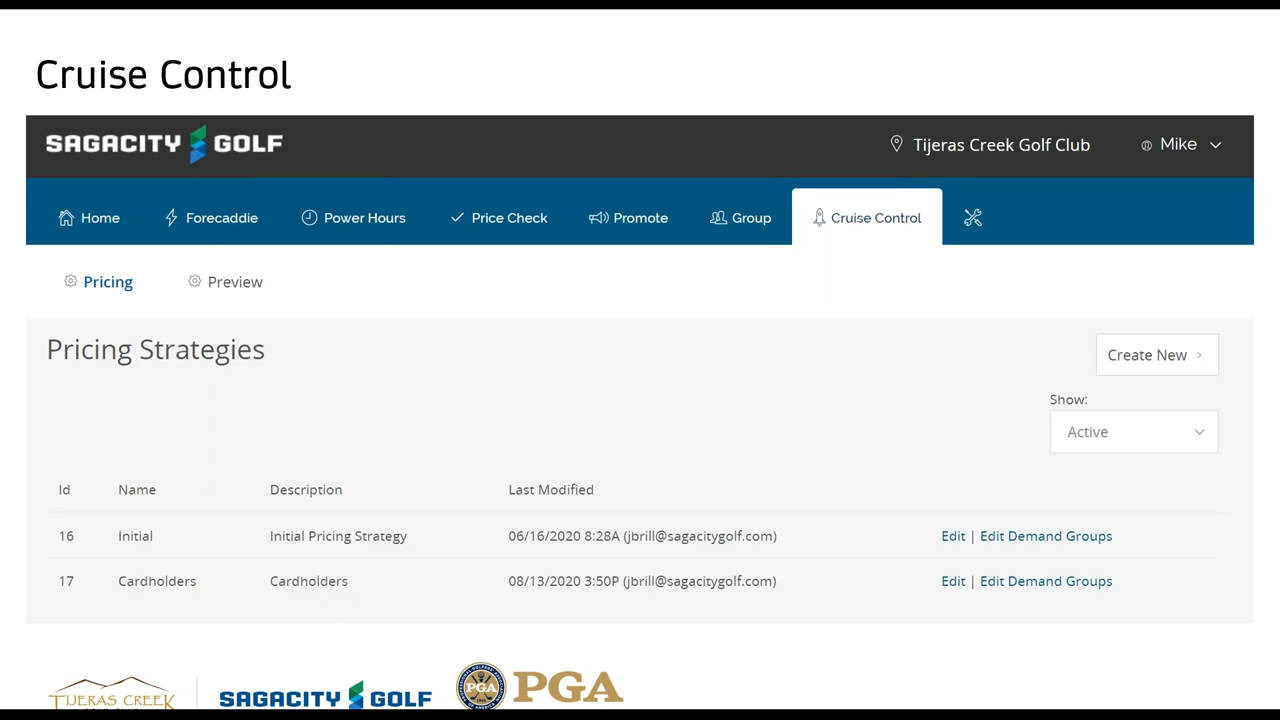 Cruise Control
SAGACITY GOLF
Tijeras Creek Golf Club
Mike
Home
Forecaddie
Power Hours
Price Check
Promote
Group
Cruise Control
Pricing
Preview
Pricing Strategies
Create New
Show:
Active
Id Name Description Last Modified
16 Initial Initial Pricing Strategy 06/16/2020 8:28A (jbrill@sagacitygolf.com) Edit | Edit Demand Groups
17 Cardholders Cardholders 08/13/2020 3:50P (jbrill@sagacitygolf.com) Edit | Edit Demand Groups
TIJERAS CREEK
SAGACITY GOLF
PGA
PGA